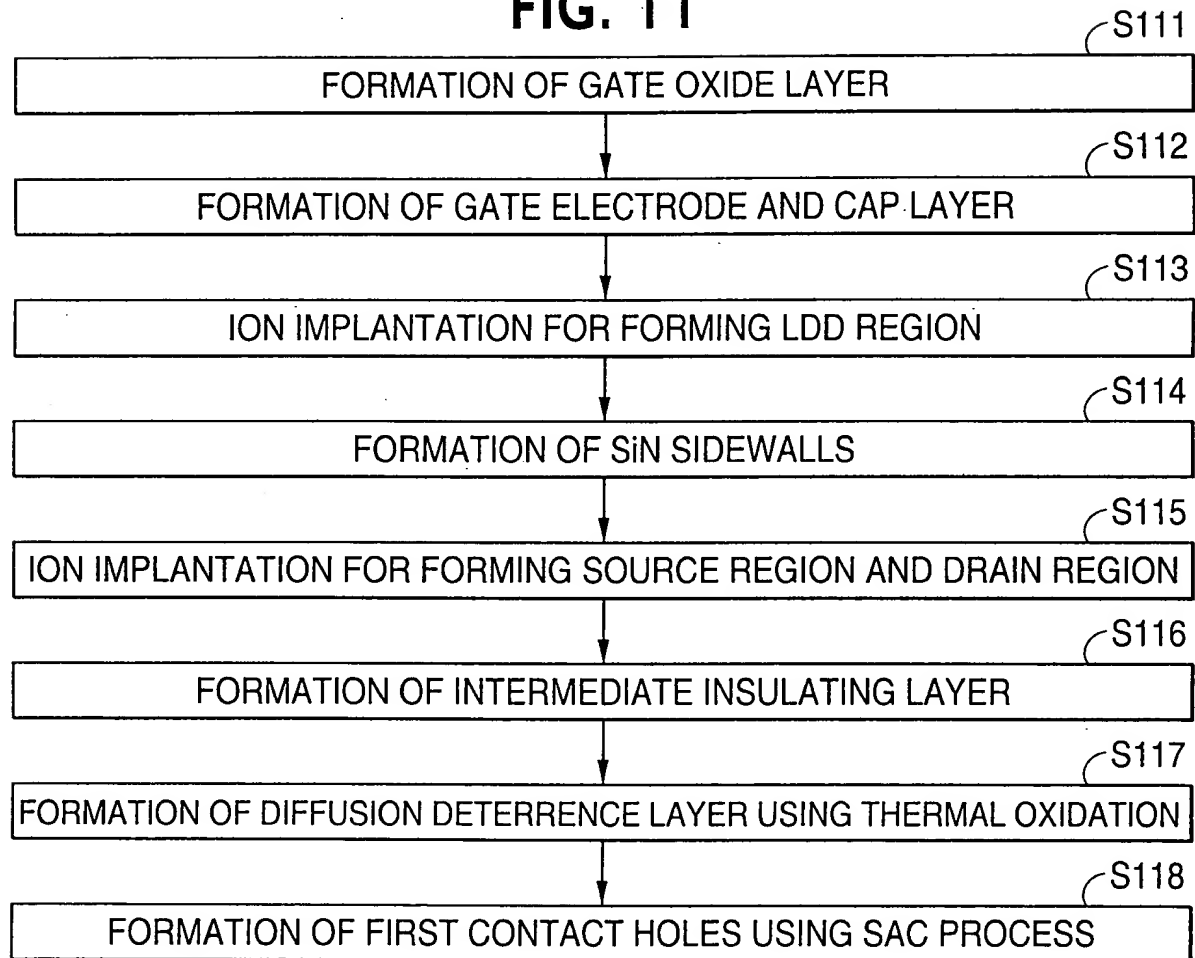 FIG. 11
S111
FORMATION OF GATE OXIDE LAYER
S112
FORMATION OF GATE ELECTRODE AND CAP LAYER
S113
ION IMPLANTATION FOR FORMING LDD REGION
S114
FORMATION OF SiN SIDEWALLS
S115
ION IMPLANTATION FOR FORMING SOURCE REGION AND DRAIN REGION
S116
FORMATION OF INTERMEDIATE INSULATING LAYER
S117
FORMATION OF DIFFUSION DETERRENCE LAYER USING THERMAL OXIDATION
S118
FORMATION OF FIRST CONTACT HOLES USING SAC PROCESS